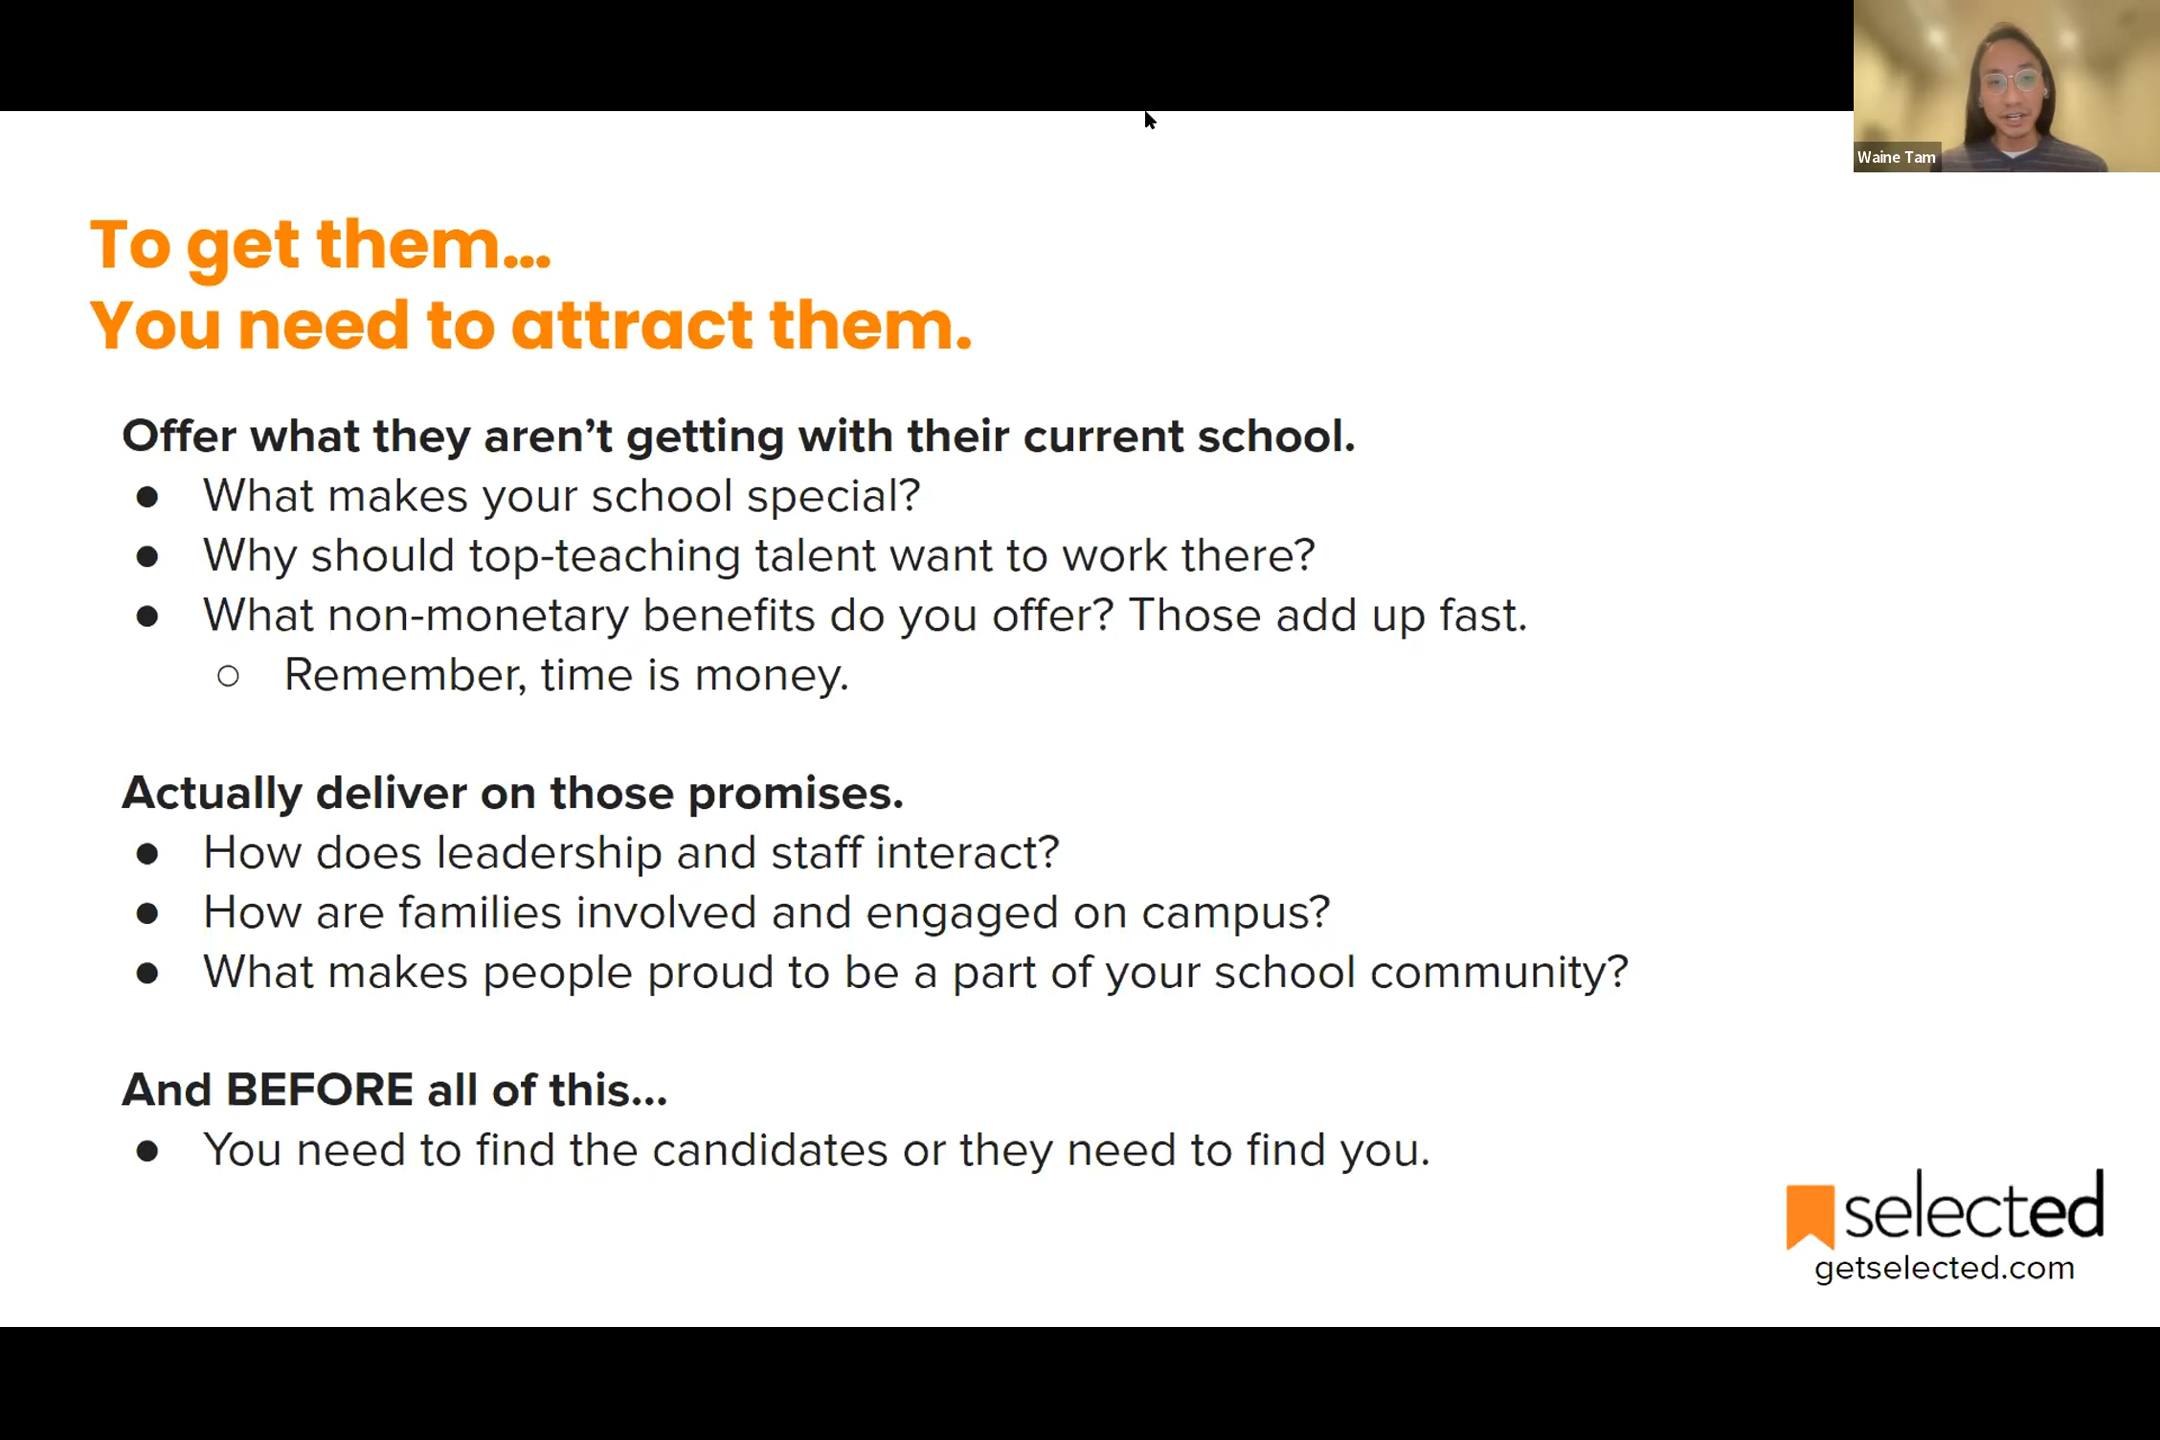 Waine Tam
To get them...
You need to attract them.
Offer what they aren't getting with their current school.
● What makes your school special?
● Why should top-teaching talent want to work there?
● What non-monetary benefits do you offer? Those add up fast.
○ Remember, time is money.
Actually deliver on those promises.
● How does leadership and staff interact?
● How are families involved and engaged on campus?
● What makes people proud to be a part of your school community?
And BEFORE all of this...
● You need to find the candidates or they need to find you.
selected
getselected.com